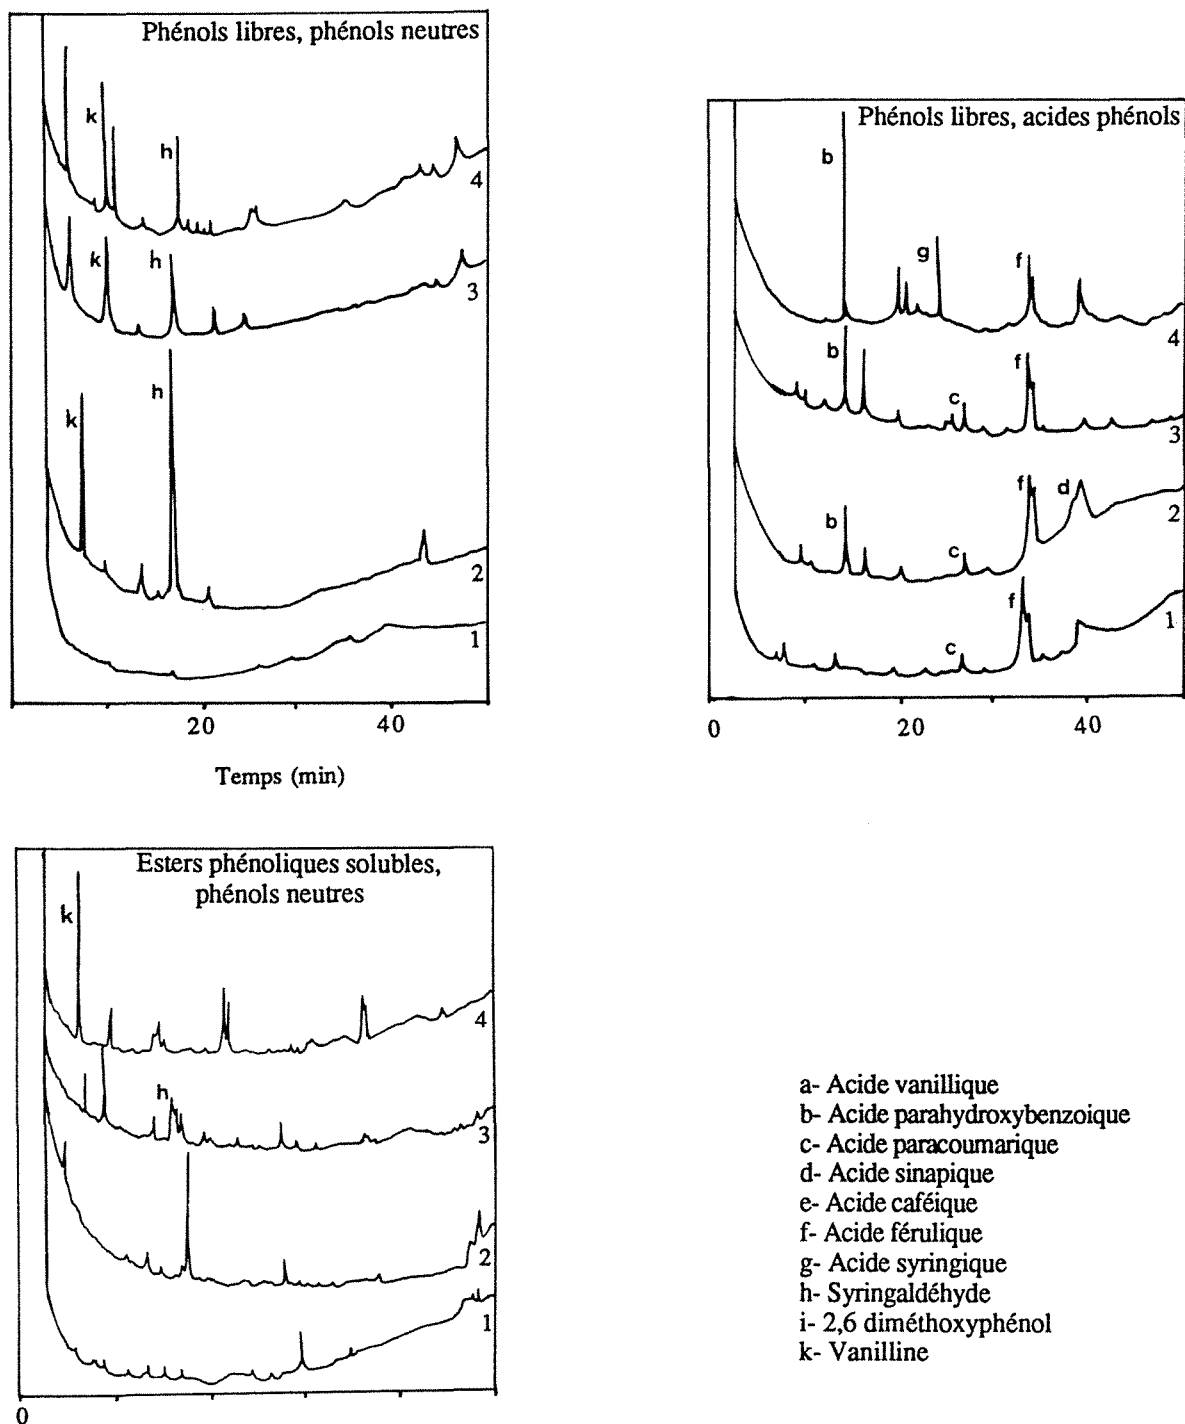 Phénols libres, phénols neutres
k
h
4
k
h
3
k
h
2
1
20
40
Temps (min)
Phénols libres, acides phénols
b
g
f
4
b
c
f
3
b
c
f
d
2
c
f
1
0
20
40
Esters phénoliques solubles,
phénols neutres
k
4
h
3
2
1
0
a- Acide vanillique
b- Acide parahydroxybenzoique
c- Acide paracoumarique
d- Acide sinapique
e- Acide caféique
f- Acide férulique
g- Acide syringique
h- Syringaldéhyde
i- 2,6 diméthoxyphénol
k- Vanilline